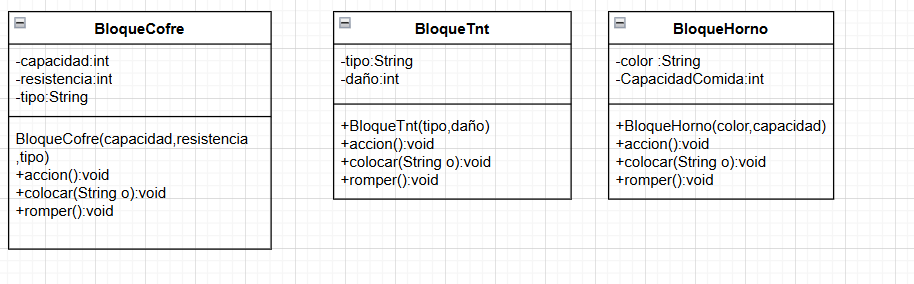 BloqueCofre
-capacidad:int
-resistencia:int
-tipo:String
BloqueCofre(capacidad,resistencia
,tipo)
+accion():void
+colocar(String o):void
+romper():void
BloqueTnt
-tipo:String
-daño:int
+BloqueTnt(tipo,daño)
+accion():void
+colocar(String o):void
+romper():void
BloqueHorno
-color :String
-CapacidadComida:int
+BloqueHorno(color,capacidad)
+accion():void
+colocar(String o):void
+romper():void